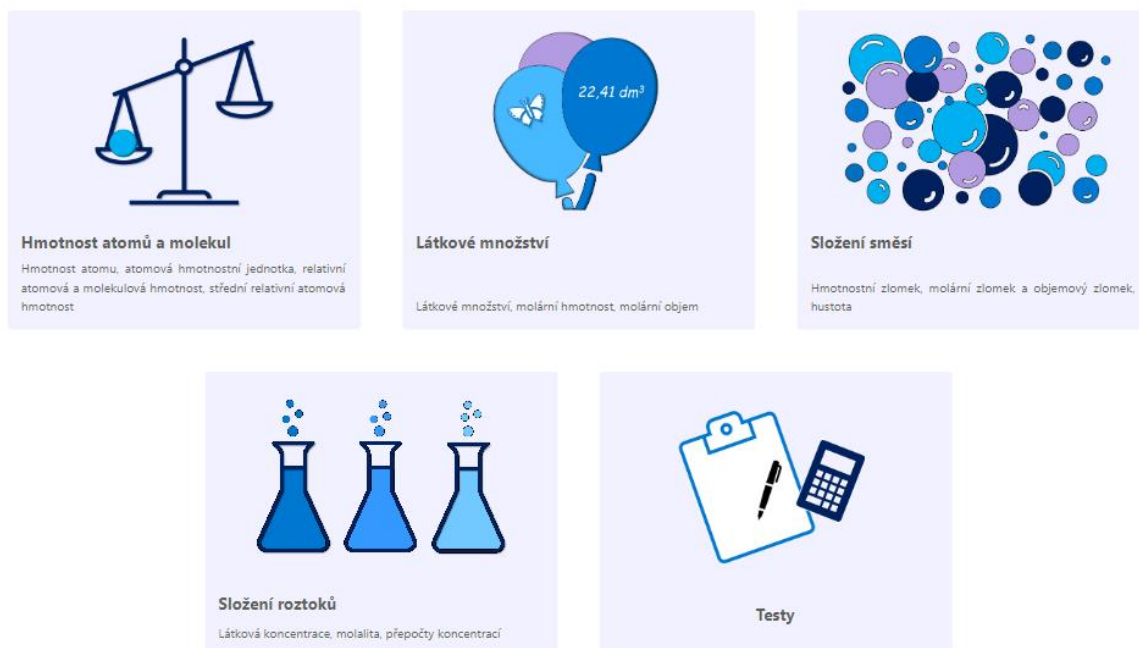 22,41 dm³
Hmotnost atomů a molekul
Hmotnost atomu, atomová hmotnostní jednotka, relativní
atomová a molekulová hmotnost, střední relativní atomová
hmotnost
Látkové množství
Látkové množství, molární hmotnost, molární objem
Složení směsí
Hmotnostní zlomek, molární zlomek a objemový zlomek,
hustota
Složení roztoků
Látková koncentrace, molalita, přepočty koncentrací
Testy